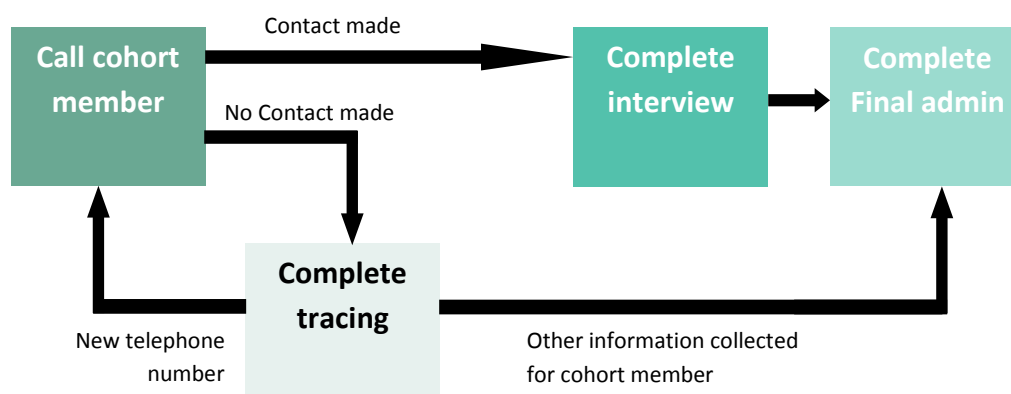 Contact made
Call cohort
member
Complete
interview
Complete
Final admin
No Contact made
Complete
tracing
New telephone
number
Other information collected
for cohort member